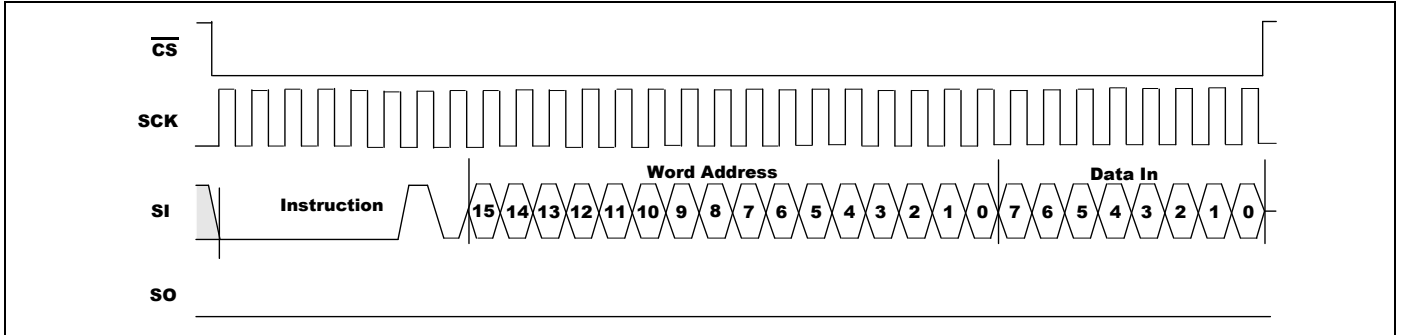 CS
SCK
Word Address
Data In
SI
Instruction
15 14 13 12 11 10 9 8 7 6 5 4 3 2 1 0 7 6 5 4 3 2 1 0
SO